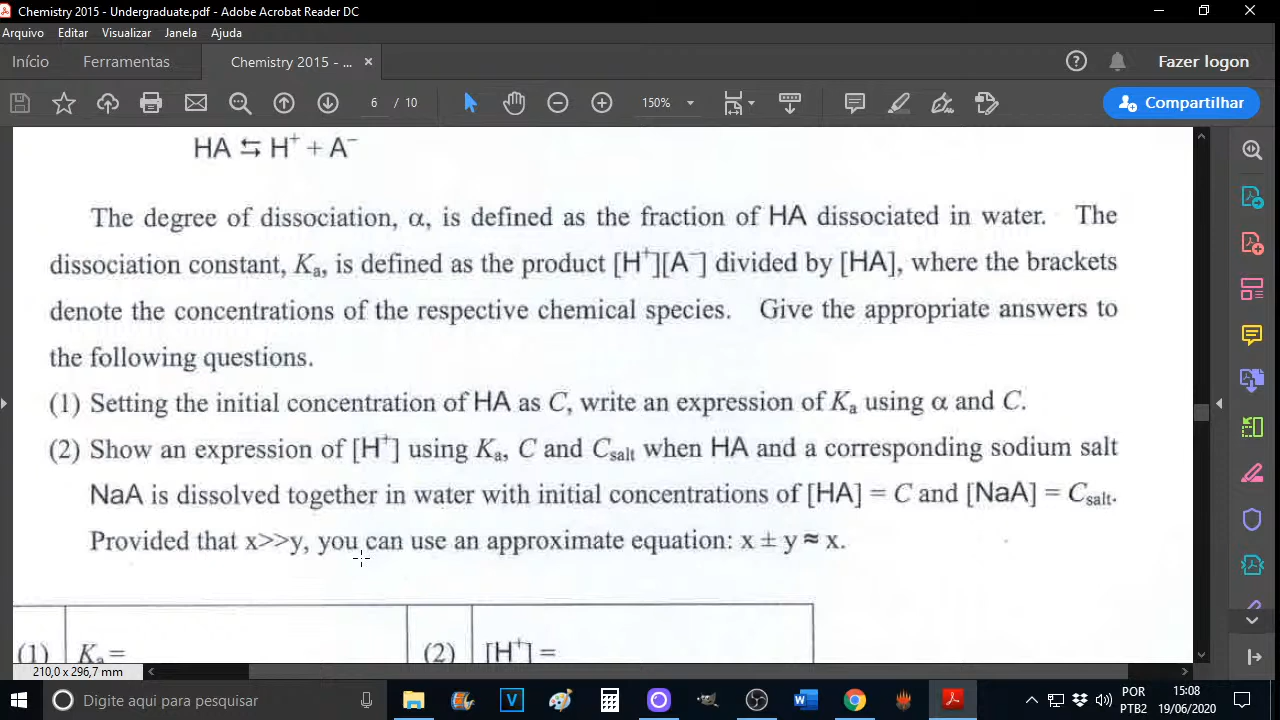 Chemistry 2015 - Undergraduate.pdf - Adobe Acrobat Reader DC
Arquivo Editar Visualizar Janela Ajuda
Início Ferramentas Chemistry 2015 - ... × Fazer logon
6 / 10 150% Compartilhar
HA ⇆ H⁺ + A⁻
The degree of dissociation, α, is defined as the fraction of HA dissociated in water. The
dissociation constant, Kₐ, is defined as the product [H⁺][A⁻] divided by [HA], where the brackets
denote the concentrations of the respective chemical species. Give the appropriate answers to
the following questions.
(1) Setting the initial concentration of HA as C, write an expression of Kₐ using α and C.
(2) Show an expression of [H⁺] using Kₐ, C and Csalt when HA and a corresponding sodium salt
NaA is dissolved together in water with initial concentrations of [HA] = C and [NaA] = Csalt.
Provided that x>>y, you can use an approximate equation: x ± y ≈ x.
(1) Kₐ = (2) [H⁺] =
210,0 x 296,7 mm
Digite aqui para pesquisar
POR 15:08
PTB2 19/06/2020